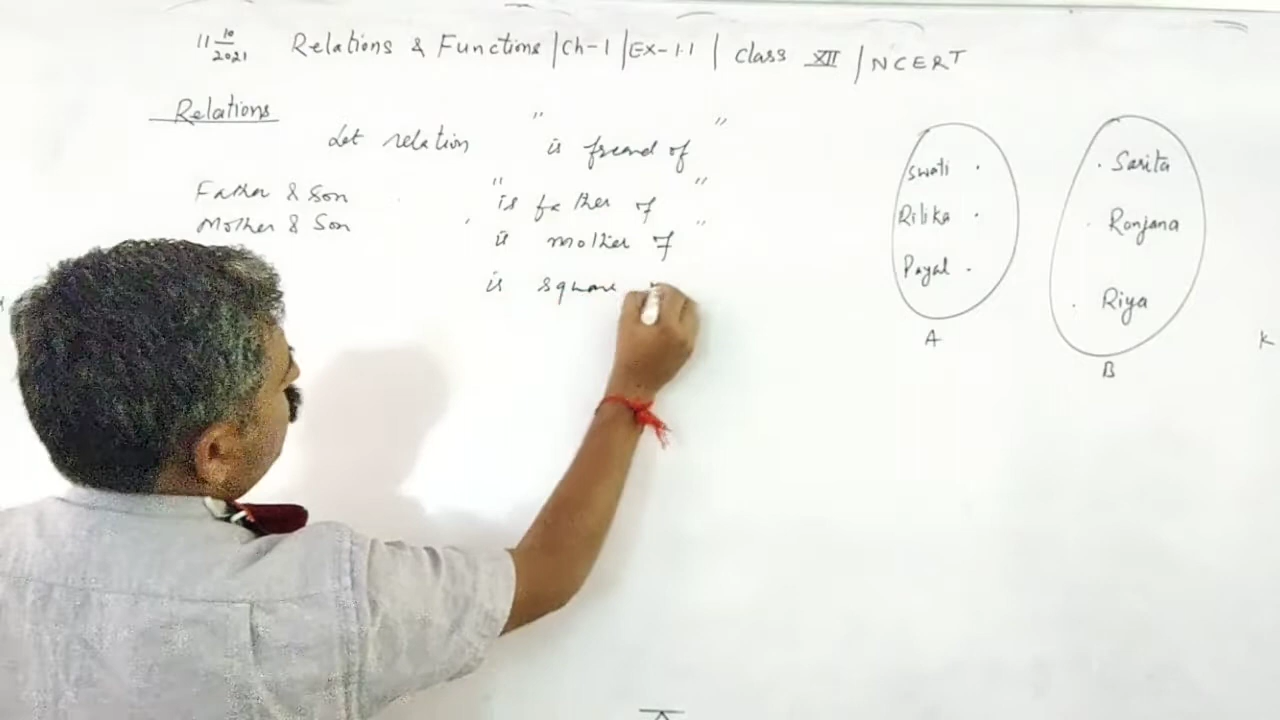 11 10/2021 Relations & Functions | Ch-1 | Ex-1.1 | Class XII | NCERT
Relations
Let relation " is friend of "
Father & Son " is father of "
Mother & Son " is mother of "
is square
Swati
Ritika
Payal
A
Sarita
Ranjana
Riya
B
K